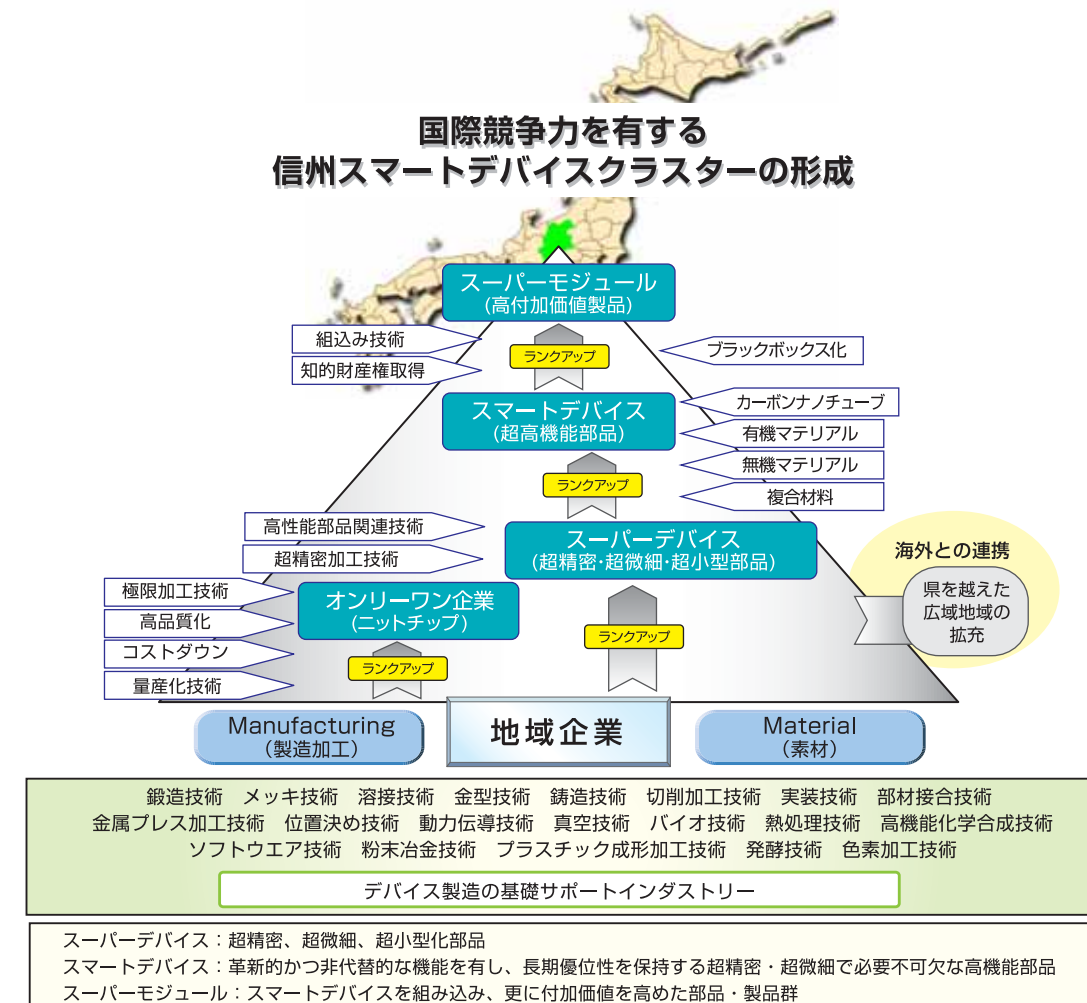 国際競争力を有する
信州スマートデバイスクラスターの形成
スーパーモジュール
(高付加価値製品)
組込み技術
知的財産権取得
ランクアップ
ブラックボックス化
スマートデバイス
(超高機能部品)
カーボンナノチューブ
有機マテリアル
無機マテリアル
複合材料
ランクアップ
高性能部品関連技術
超精密加工技術
スーパーデバイス
(超精密・超微細・超小型部品)
海外との連携
県を越えた
広域地域の
拡充
極限加工技術
高品質化
コストダウン
量産化技術
オンリーワン企業
(ニットチップ)
ランクアップ
ランクアップ
Manufacturing
(製造加工)
地域企業
Material
(素材)
鍛造技術 メッキ技術 溶接技術 金型技術 鋳造技術 切削加工技術 実装技術 部材接合技術
金属プレス加工技術 位置決め技術 動力伝導技術 真空技術 バイオ技術 熱処理技術 高機能化学合成技術
ソフトウエア技術 粉末冶金技術 プラスチック成形加工技術 発酵技術 色素加工技術
デバイス製造の基礎サポートインダストリー
スーパーデバイス：超精密、超微細、超小型化部品
スマートデバイス：革新的かつ非代替的な機能を有し、長期優位性を保持する超精密・超微細で必要不可欠な高機能部品
スーパーモジュール：スマートデバイスを組み込み、更に付加価値を高めた部品・製品群